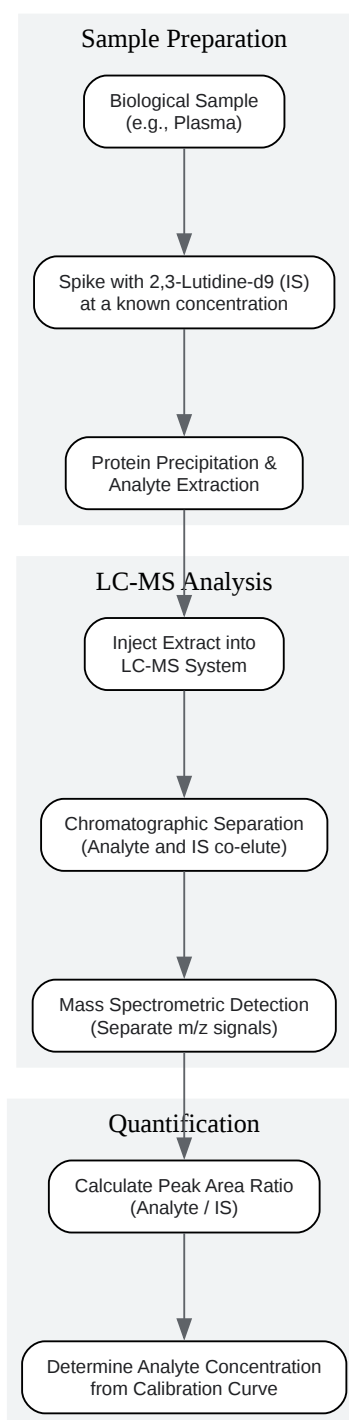 Sample Preparation
Biological Sample
(e.g., Plasma)
Spike with 2,3-Lutidine-d9 (IS)
at a known concentration
Protein Precipitation &
Analyte Extraction
LC-MS Analysis
Inject Extract into
LC-MS System
Chromatographic Separation
(Analyte and IS co-elute)
Mass Spectrometric Detection
(Separate m/z signals)
Quantification
Calculate Peak Area Ratio
(Analyte / IS)
Determine Analyte Concentration
from Calibration Curve